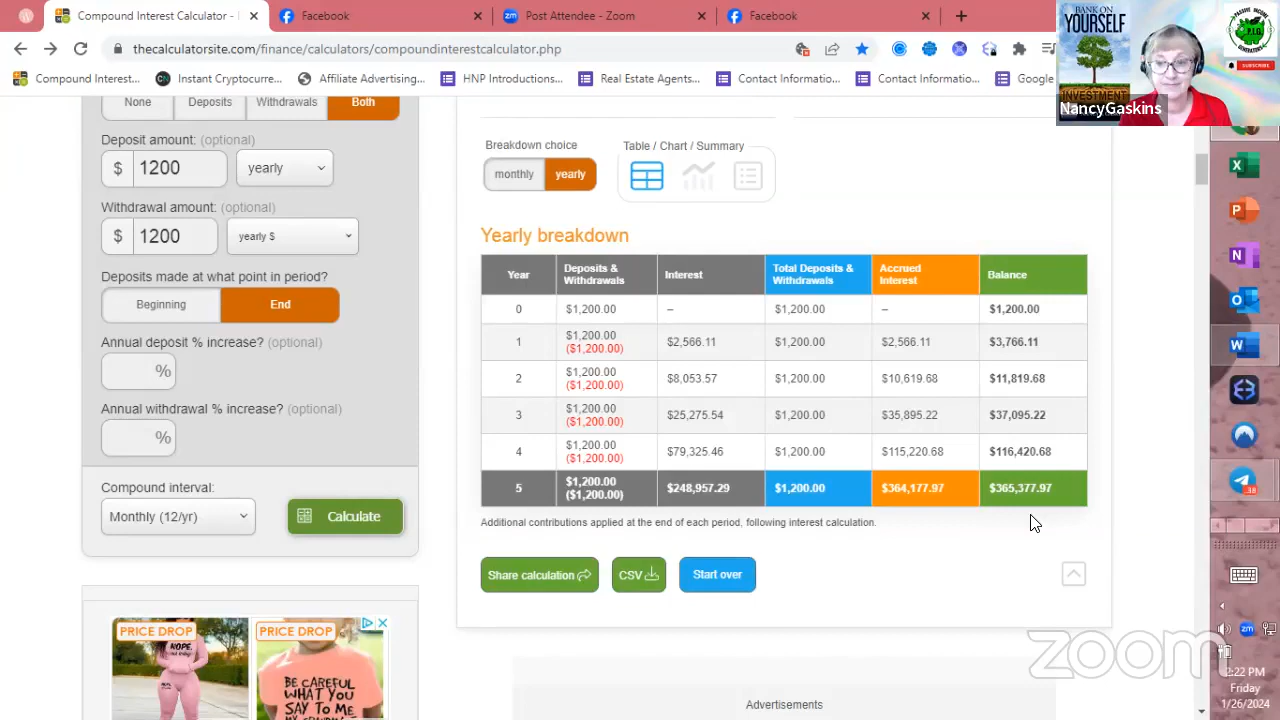 Compound Interest Calculator - 
Facebook
Post Attendee - Zoom
Facebook
thecalculatorsite.com/finance/calculators/compoundinterestcalculator.php
Compound Interest...
Instant Cryptocurre...
Affiliate Advertising...
HNP Introductions...
Real Estate Agents...
Contact Informatio...
Contact Informatio...
Google
BANK ON
YOURSELF
INVESTMENT
PASSIVE INCOME
P.I.G.
GENERATORS
SUBSCRIBE
NancyGaskins
None
Deposits
Withdrawals
Both
Deposit amount: (optional)
$ 1200 yearly
Withdrawal amount: (optional)
$ 1200 yearly $
Deposits made at what point in period?
Beginning End
Annual deposit % increase? (optional)
%
Annual withdrawal % increase? (optional)
%
Compound interval:
Monthly (12/yr)
Calculate
PRICE DROP
PRICE DROP
NOPE.
BE CAREFUL
WHAT YOU
SAY TO ME
Breakdown choice
monthly yearly
Table / Chart / Summary
Yearly breakdown
Year Deposits & Withdrawals Interest Total Deposits & Withdrawals Accrued Interest Balance
0 $1,200.00 – $1,200.00 – $1,200.00
1 $1,200.00 ($1,200.00) $2,566.11 $1,200.00 $2,566.11 $3,766.11
2 $1,200.00 ($1,200.00) $8,053.57 $1,200.00 $10,619.68 $11,819.68
3 $1,200.00 ($1,200.00) $25,275.54 $1,200.00 $35,895.22 $37,095.22
4 $1,200.00 ($1,200.00) $79,325.46 $1,200.00 $115,220.68 $116,420.68
5 $1,200.00 ($1,200.00) $248,957.29 $1,200.00 $364,177.97 $365,377.97
Additional contributions applied at the end of each period, following interest calculation.
Share calculation
CSV
Start over
Advertisements
zoom
38
zm
2:22 PM
Friday
1/26/2024